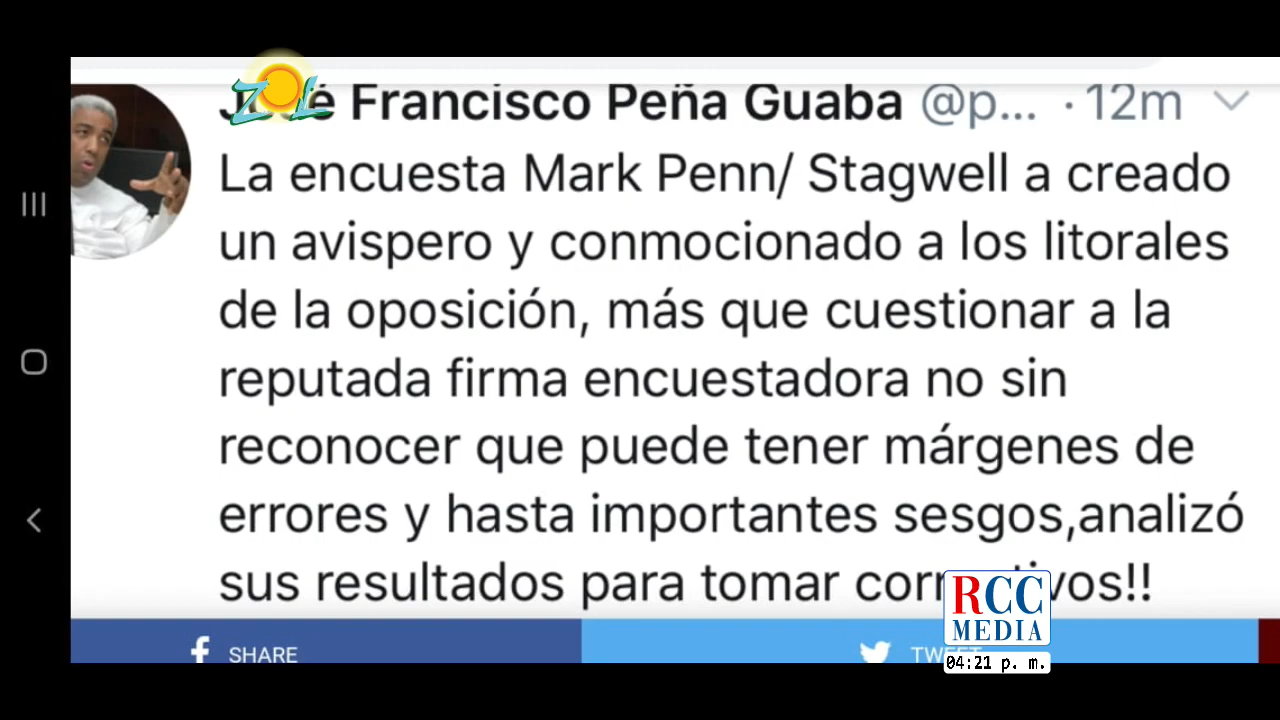 ZOL
José Francisco Peña Guaba @p... · 12m
La encuesta Mark Penn/ Stagwell a creado
un avispero y conmocionado a los litorales
de la oposición, más que cuestionar a la
reputada firma encuestadora no sin
reconocer que puede tener márgenes de
errores y hasta importantes sesgos,analizó
sus resultados para tomar correctivos!!
RCC
MEDIA
SHARE
TWEET
04:21 p. m.